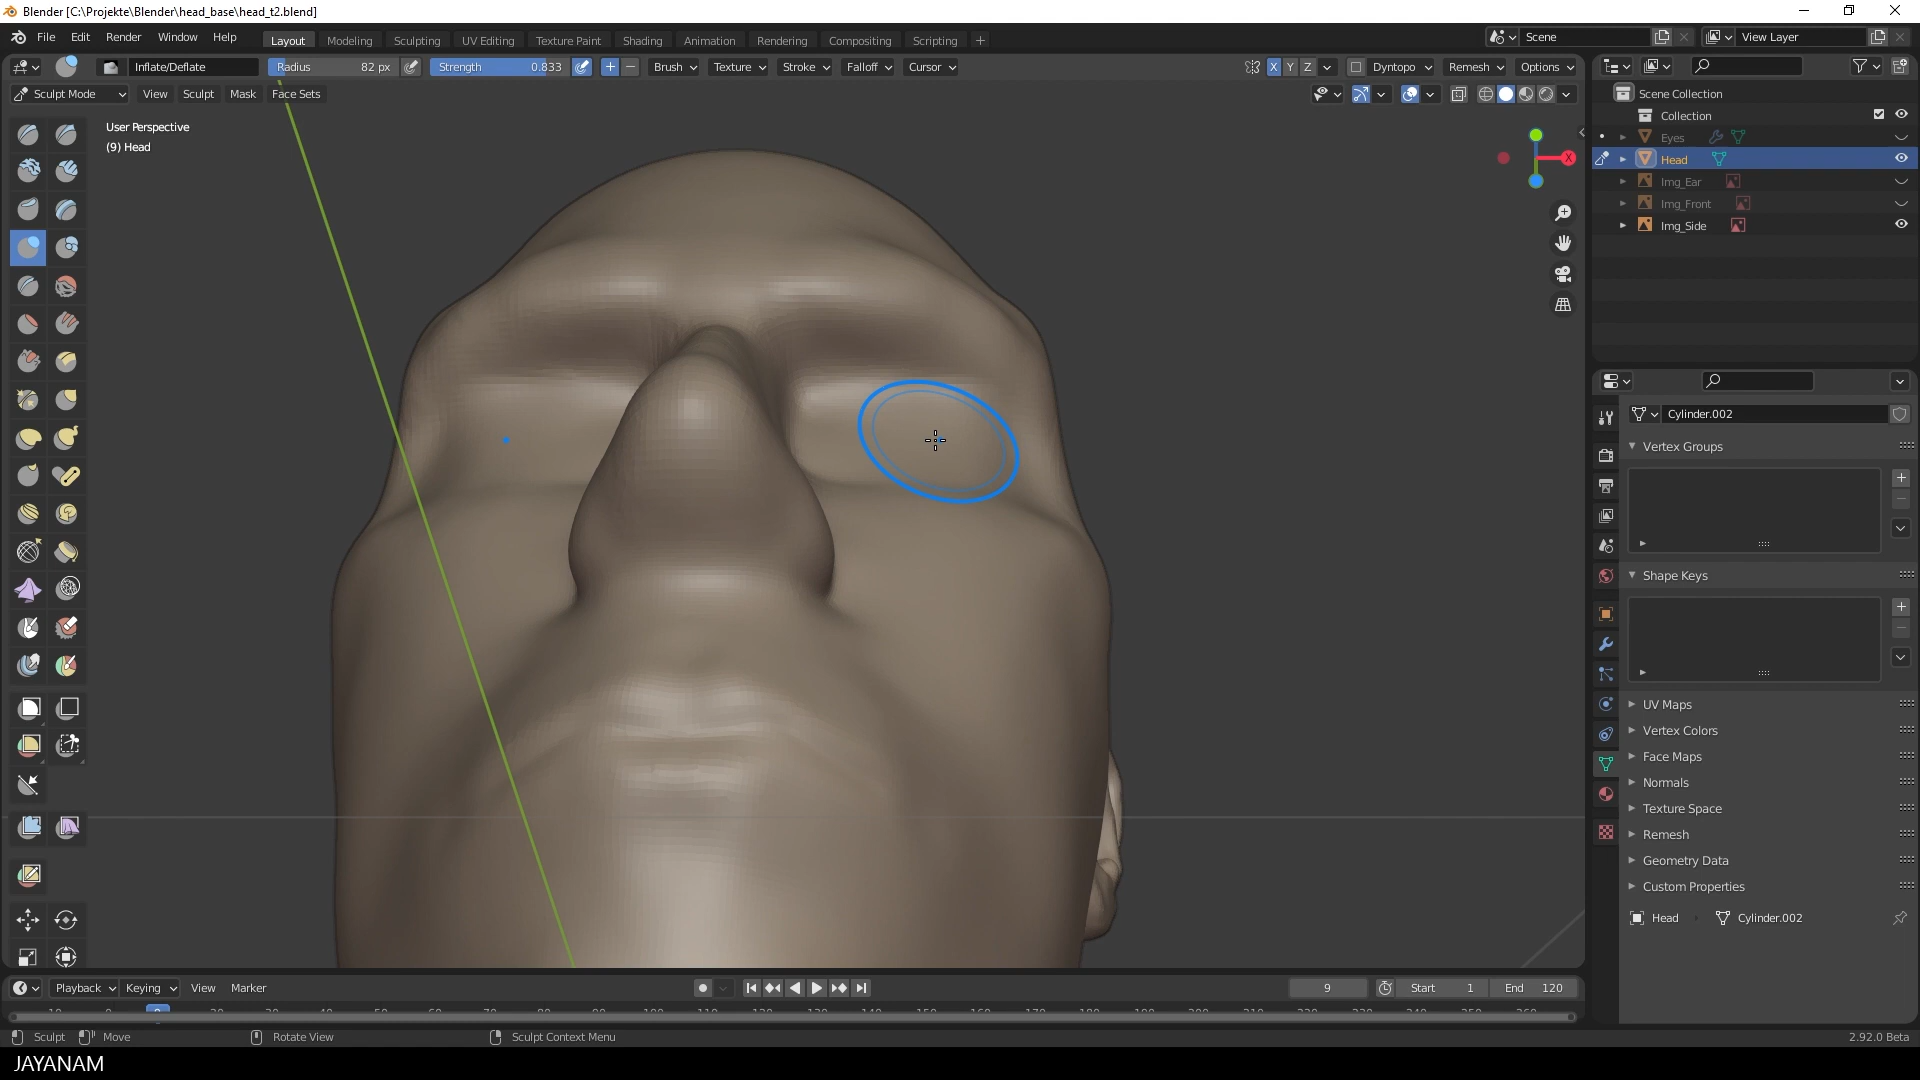 Blender [C:\Projekte\Blender\head_base\head_t2.blend]
File Edit Render Window Help Layout Modeling Sculpting UV Editing Texture Paint Shading Animation Rendering Compositing Scripting + Scene View Layer
Inflate/Deflate Radius 82 px Strength 0.833 Brush Texture Stroke Falloff Cursor X Y Z Dyntopo Remesh Options
Sculpt Mode View Sculpt Mask Face Sets
User Perspective
(9) Head
X
Scene Collection
Collection
Eyes
Head
Img_Ear
Img_Front
Img_Side
Cylinder.002
Vertex Groups
Shape Keys
UV Maps
Vertex Colors
Face Maps
Normals
Texture Space
Remesh
Geometry Data
Custom Properties
Head Cylinder.002
Playback Keying View Marker 9 Start 1 End 120
Sculpt Move Rotate View Sculpt Context Menu 2.92.0 Beta
JAYANAM